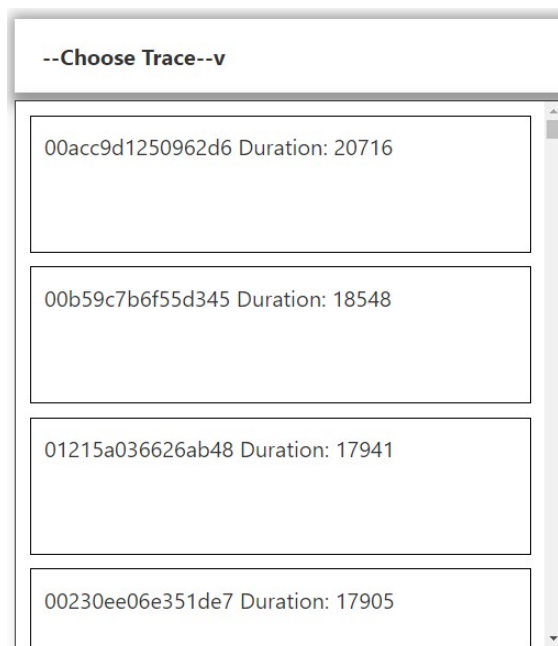 --Choose Trace--v
00acc9d1250962d6 Duration: 20716
00b59c7b6f55d345 Duration: 18548
01215a036626ab48 Duration: 17941
00230ee06e351de7 Duration: 17905